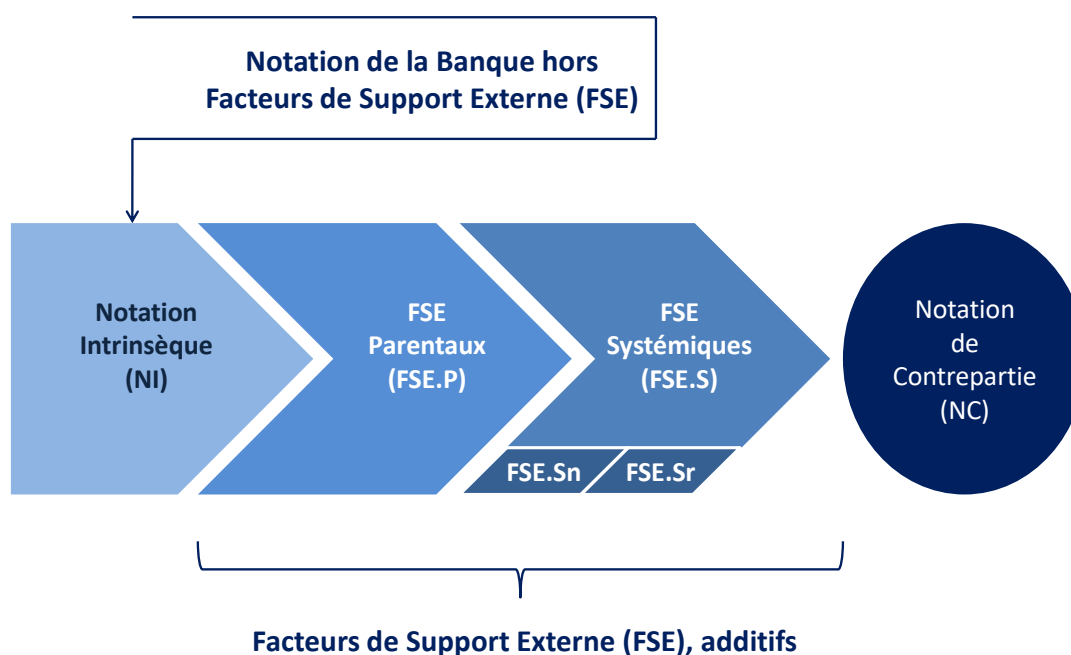 Notation de la Banque hors
Facteurs de Support Externe (FSE)
Notation
Intrinsèque
(NI)
FSE
Parentaux
(FSE.P)
FSE
Systémiques
(FSE.S)
FSE.Sn
FSE.Sr
Notation
de
Contrepartie
(NC)
Facteurs de Support Externe (FSE), additifs